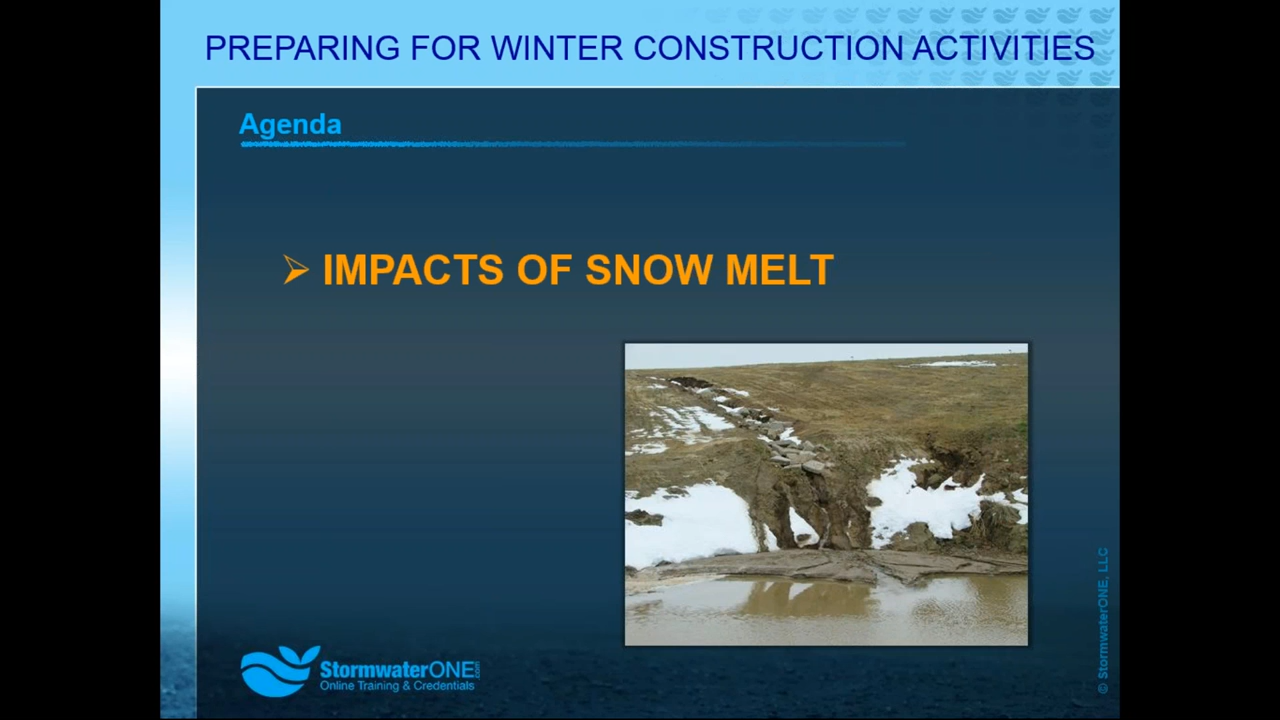 PREPARING FOR WINTER CONSTRUCTION ACTIVITIES
Agenda
➢ IMPACTS OF SNOW MELT
StormwaterONE.com
Online Training & Credentials
© StormwaterONE, LLC